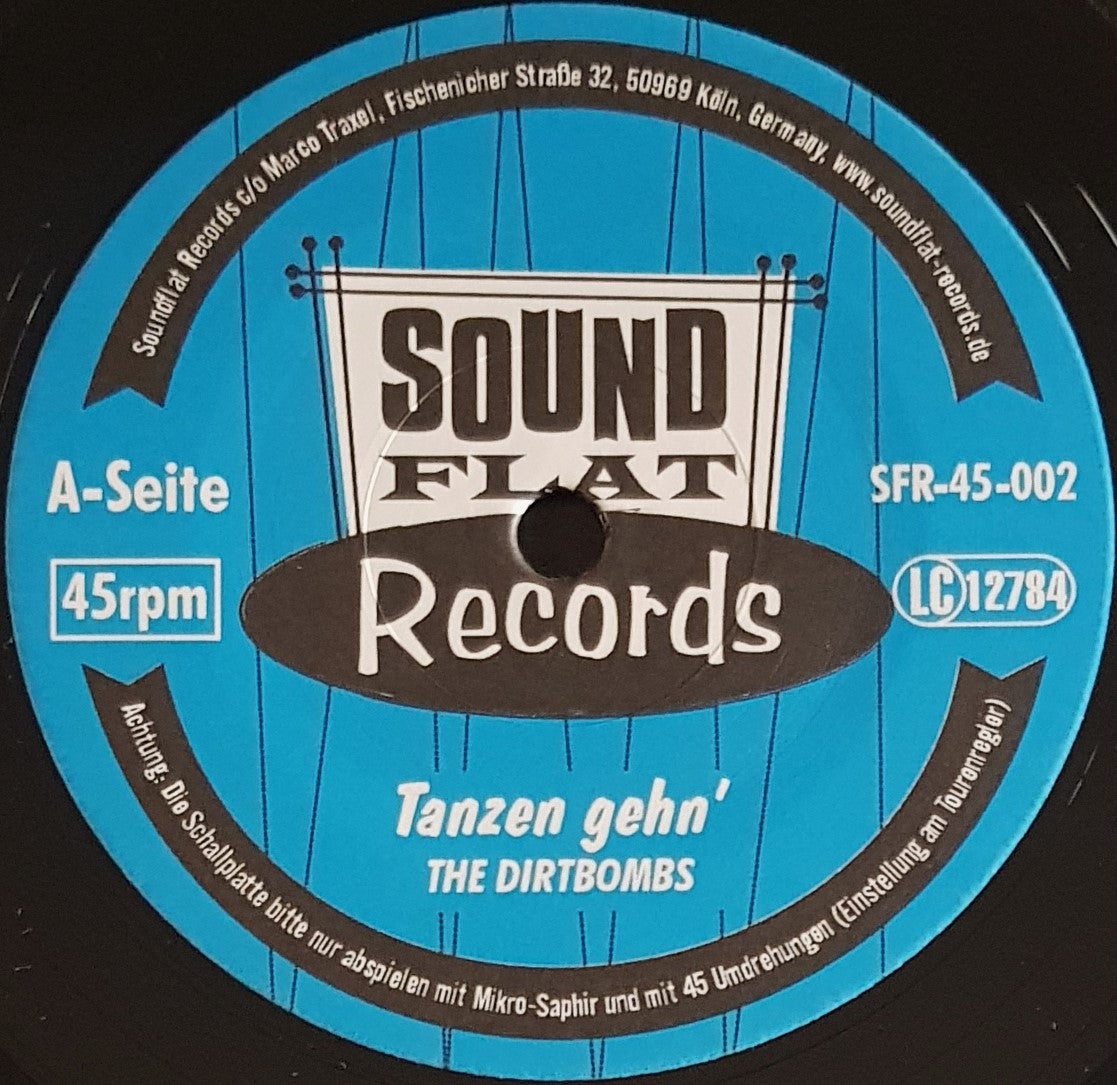 Soundflat Records c/o Marco Traxel, Fischenicher Straße 32, 50969 Köln, Germany, www.soundflat-records.de
SOUND
FLAT
Records
A-Seite
SFR-45-002
45rpm
LC 12784
Tanzen gehn'
THE DIRTBOMBS
Achtung: Die Schallplatte bitte nur abspielen mit Mikro-Saphir und mit 45 Umdrehungen (Einstellung am Tourenregler)